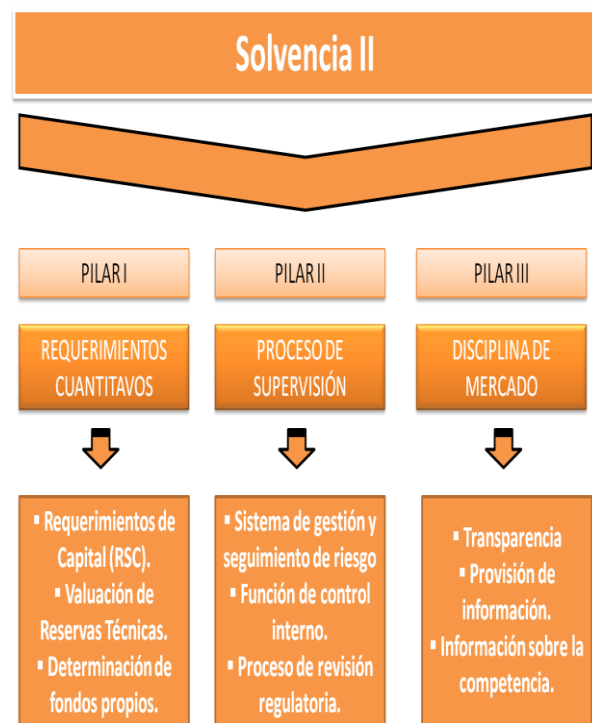 Solvencia II
PILAR I
REQUERIMIENTOS
CUANTITAVOS
▪ Requerimientos de
Capital (RSC).
▪ Valuación de
Reservas Técnicas.
▪ Determinación de
fondos propios.
PILAR II
PROCESO DE
SUPERVISIÓN
▪ Sistema de gestión y
seguimiento de riesgo
▪ Función de control
interno.
▪ Proceso de revisión
regulatoria.
PILAR III
DISCIPLINA DE
MERCADO
▪ Transparencia
▪ Provisión de
información.
▪ Información sobre la
competencia.